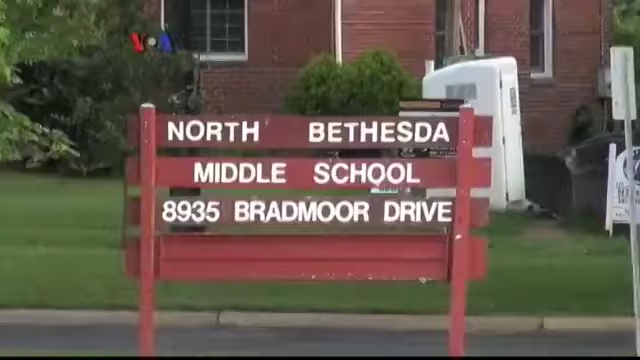 VOA
NORTH BETHESDA
MIDDLE SCHOOL
8935 BRADMOOR DRIVE